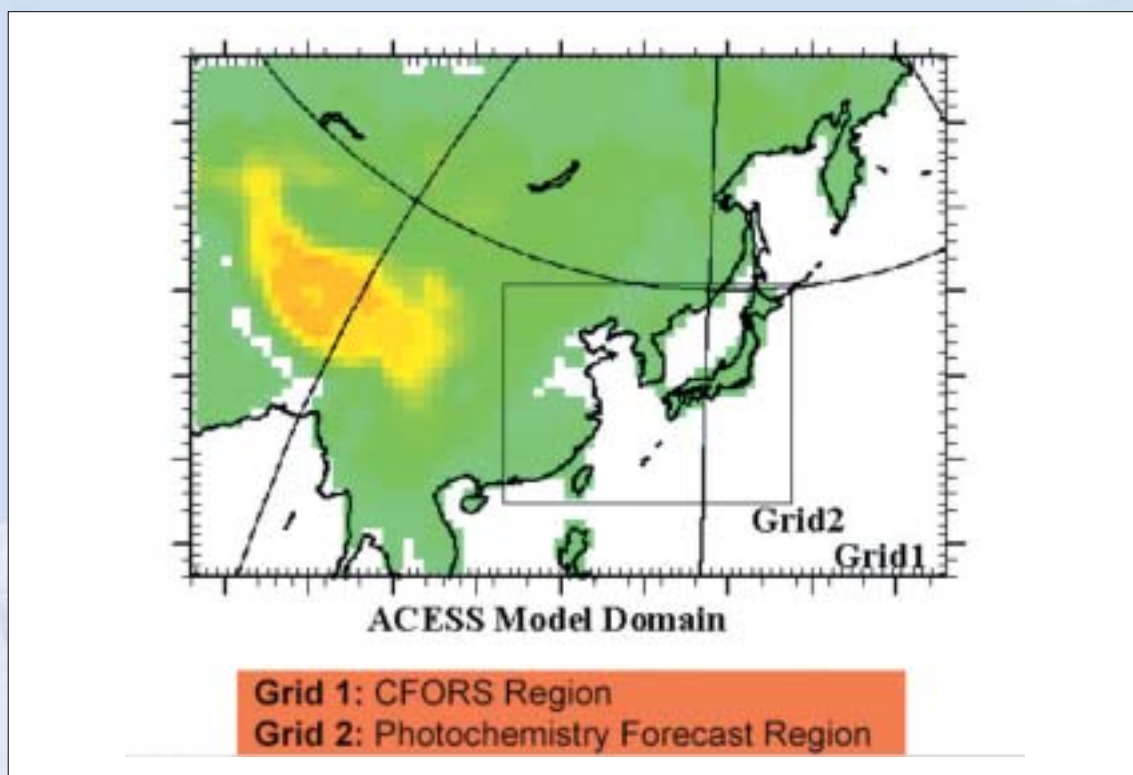 Grid2
Grid1
ACESS Model Domain
Grid 1: CFORS Region
Grid 2: Photochemistry Forecast Region